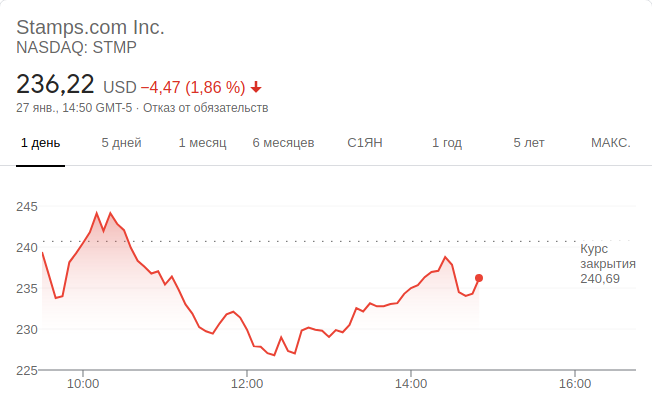 Stamps.com Inc.
NASDAQ: STMP
236,22 USD −4,47 (1,86 %)
27 янв., 14:50 GMT-5 · Отказ от обязательств
1 день 5 дней 1 месяц 6 месяцев С1ЯН 1 год 5 лет МАКС.
245
240
235
230
225
Курс
закрытия
240,69
10:00 12:00 14:00 16:00